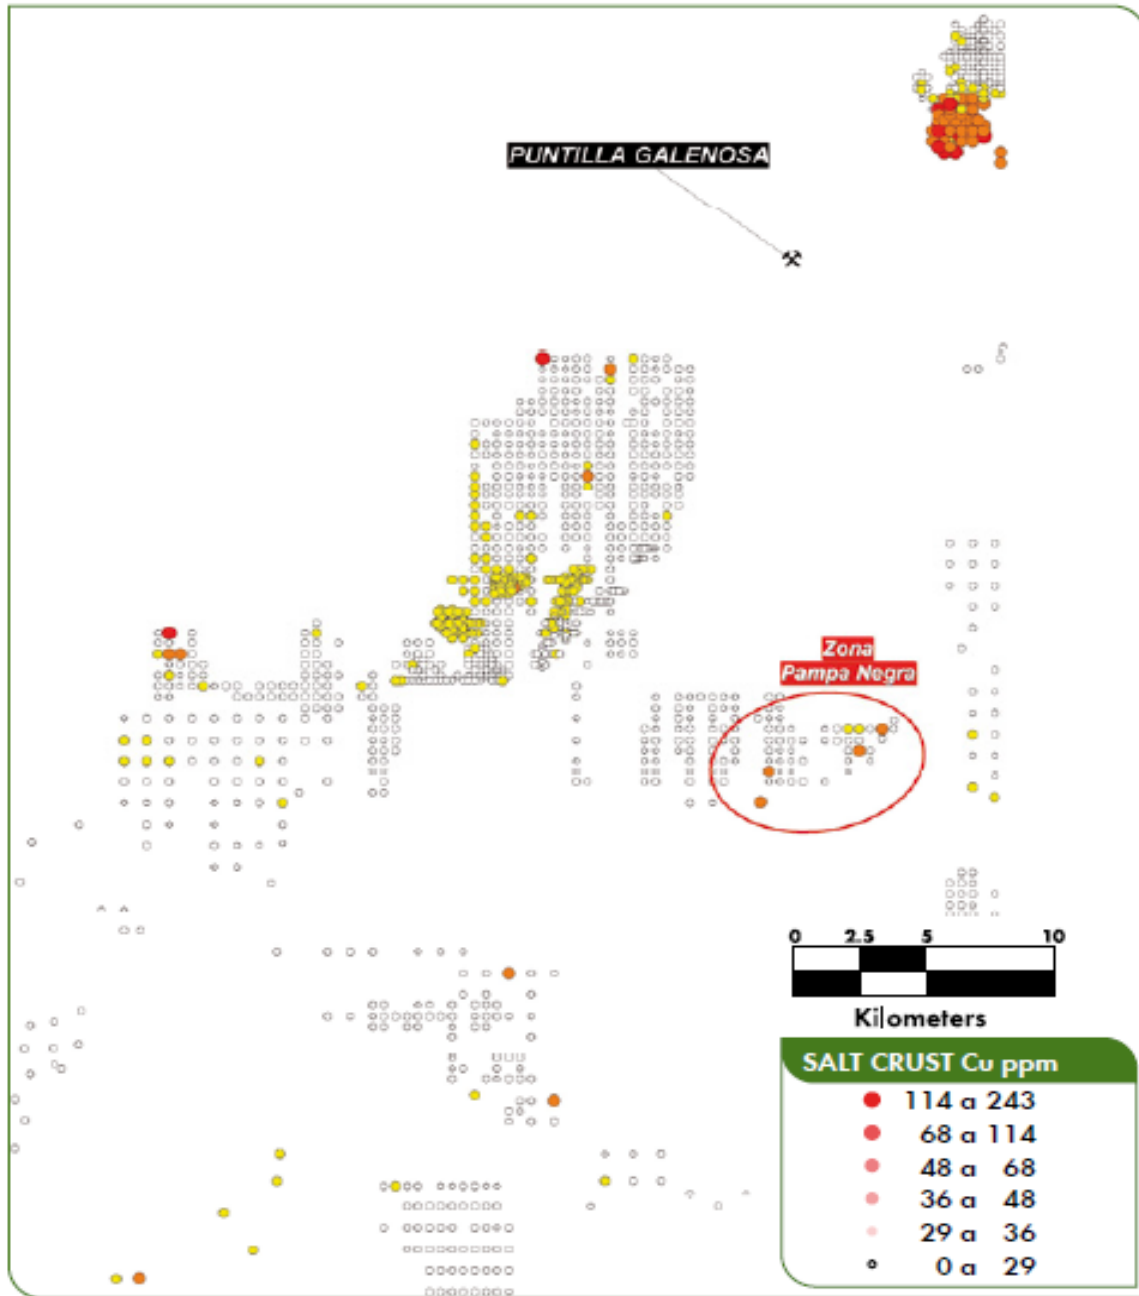 PUNTILLA GALENOSA
Zona
Pampa Negra
0 2.5 5 10
Kilometers
SALT CRUST Cu ppm
114 a 243
68 a 114
48 a 68
36 a 48
29 a 36
0 a 29